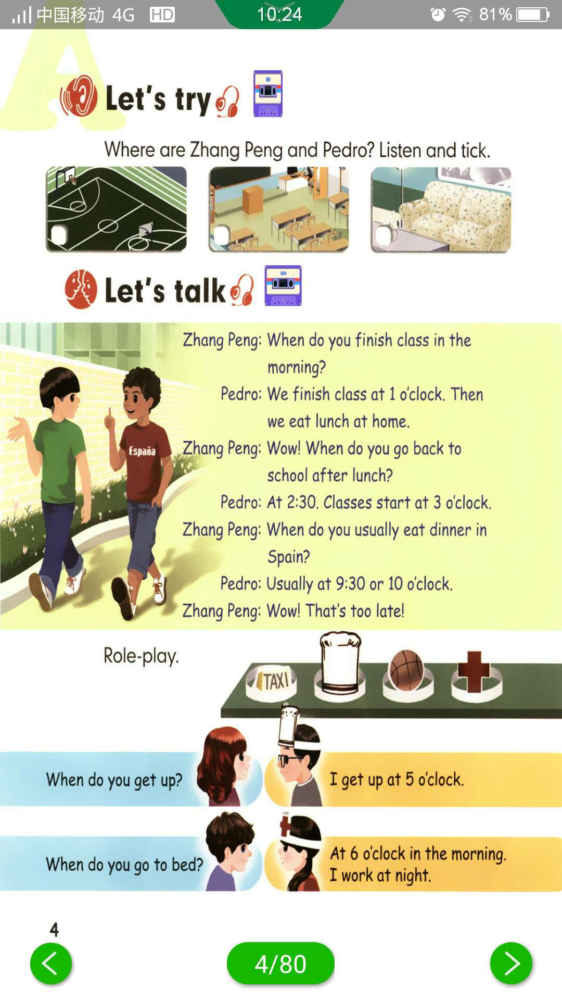 中国移动 4G HD 10:24 81%
A
Let's try
BBK
Where are Zhang Peng and Pedro? Listen and tick.
Let's talk
BBK
Zhang Peng: When do you finish class in the
morning?
Pedro: We finish class at 1 o'clock. Then
we eat lunch at home.
Zhang Peng: Wow! When do you go back to
school after lunch?
Pedro: At 2:30. Classes start at 3 o'clock.
Zhang Peng: When do you usually eat dinner in
Spain?
Pedro: Usually at 9:30 or 10 o'clock.
Zhang Peng: Wow! That's too late!
España
Role-play.
TAXI
When do you get up?
I get up at 5 o'clock.
When do you go to bed?
At 6 o'clock in the morning.
I work at night.
4
4/80